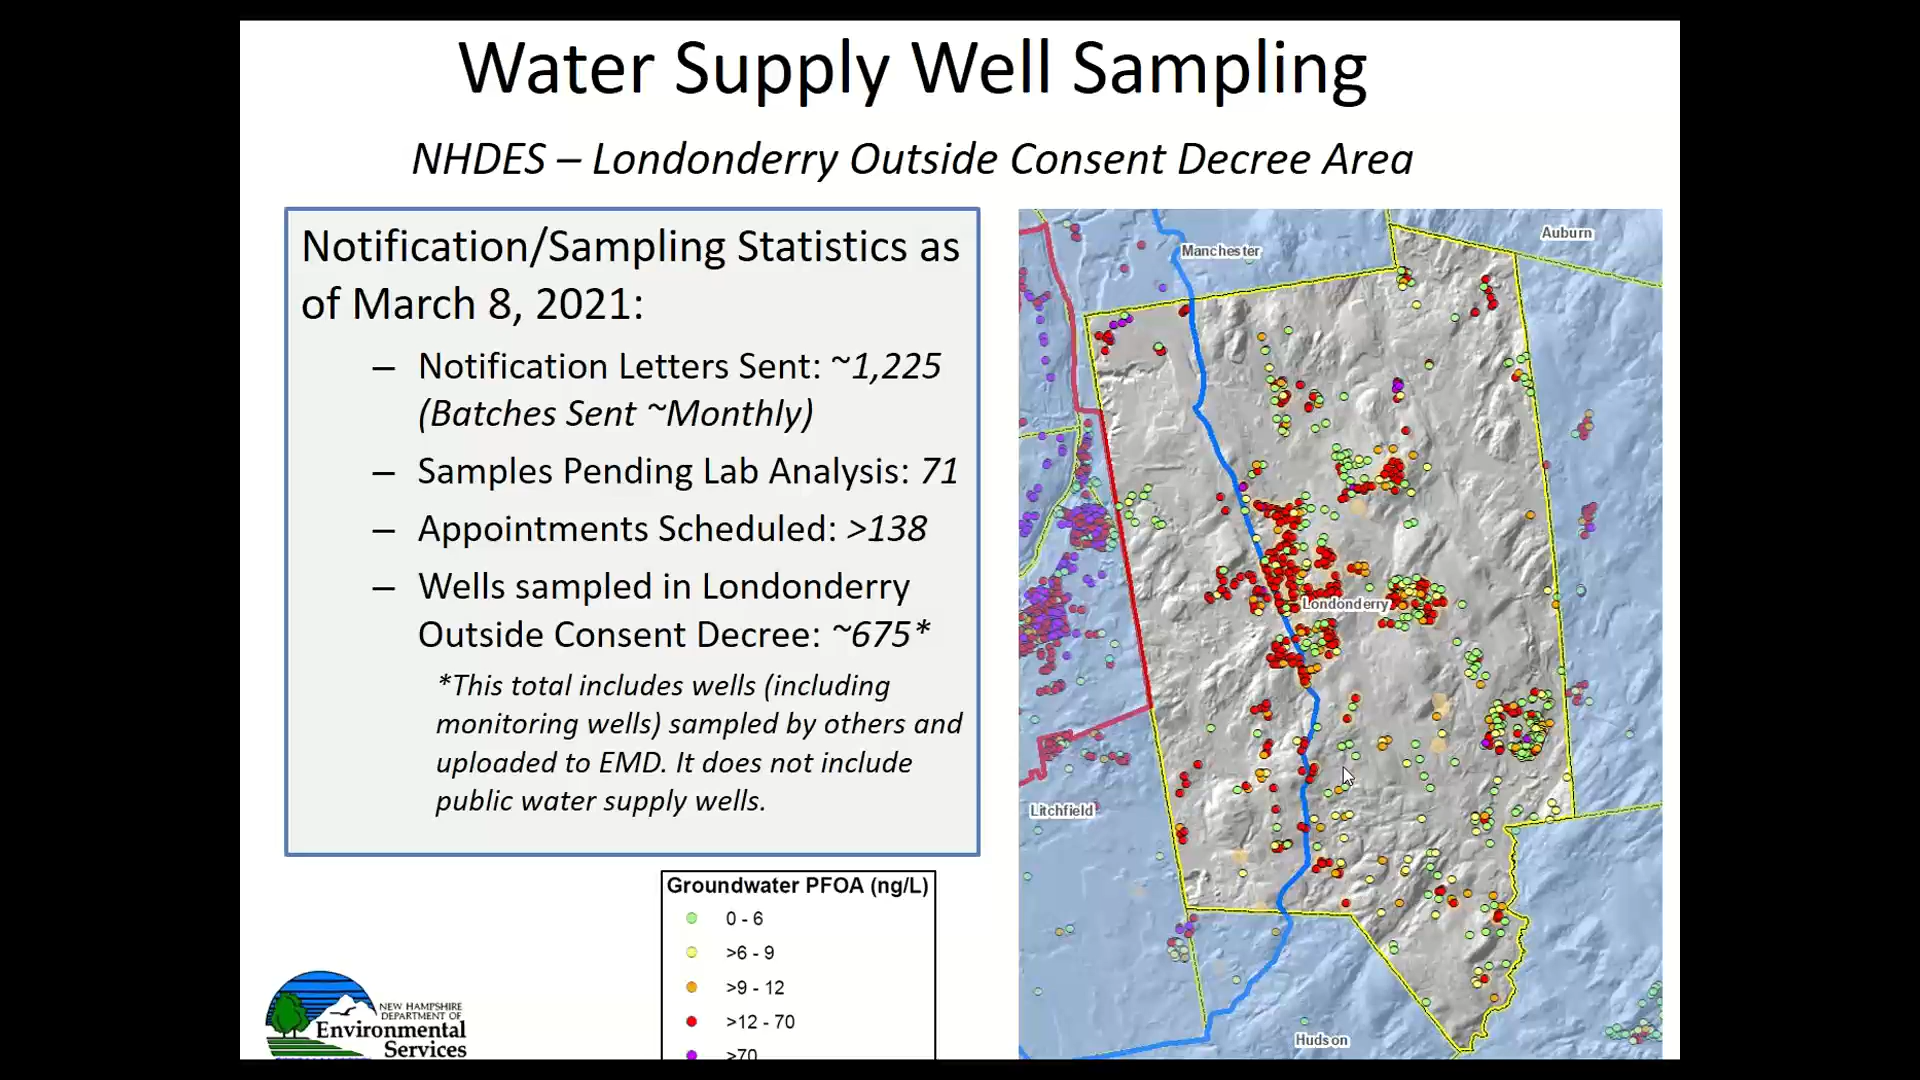 Water Supply Well Sampling
NHDES – Londonderry Outside Consent Decree Area
Notification/Sampling Statistics as
of March 8, 2021:
– Notification Letters Sent: ~1,225
(Batches Sent ~Monthly)
– Samples Pending Lab Analysis: 71
– Appointments Scheduled: >138
– Wells sampled in Londonderry
Outside Consent Decree: ~675*
*This total includes wells (including
monitoring wells) sampled by others and
uploaded to EMD. It does not include
public water supply wells.
Manchester
Auburn
Londonderry
Litchfield
Hudson
Groundwater PFOA (ng/L)
0 - 6
>6 - 9
>9 - 12
>12 - 70
>70
NEW HAMPSHIRE
DEPARTMENT OF
Environmental
Services